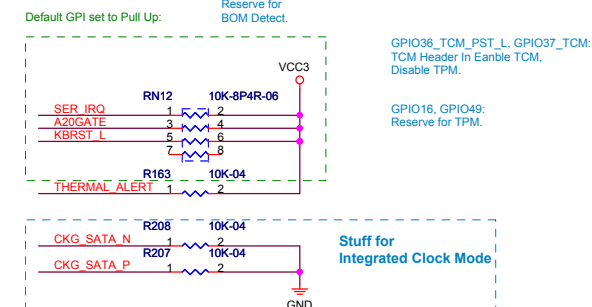 Reserve for
BOM Detect.
Default GPI set to Pull Up:
GPIO36_TCM_PST_L, GPIO37_TCM:
TCM Header In Eanble TCM,
Disable TPM.
GPIO16, GPIO49:
Reserve for TPM.
VCC3
RN12 10K-8P4R-06
SER_IRQ 1 2
A20GATE 3 4
KBRST_L 5 6
7 8
R163 10K-04
THERMAL_ALERT 1 2
R208 10K-04
CKG_SATA_N 1 2
R207 10K-04
CKG_SATA_P 1 2
Stuff for
Integrated Clock Mode
GND